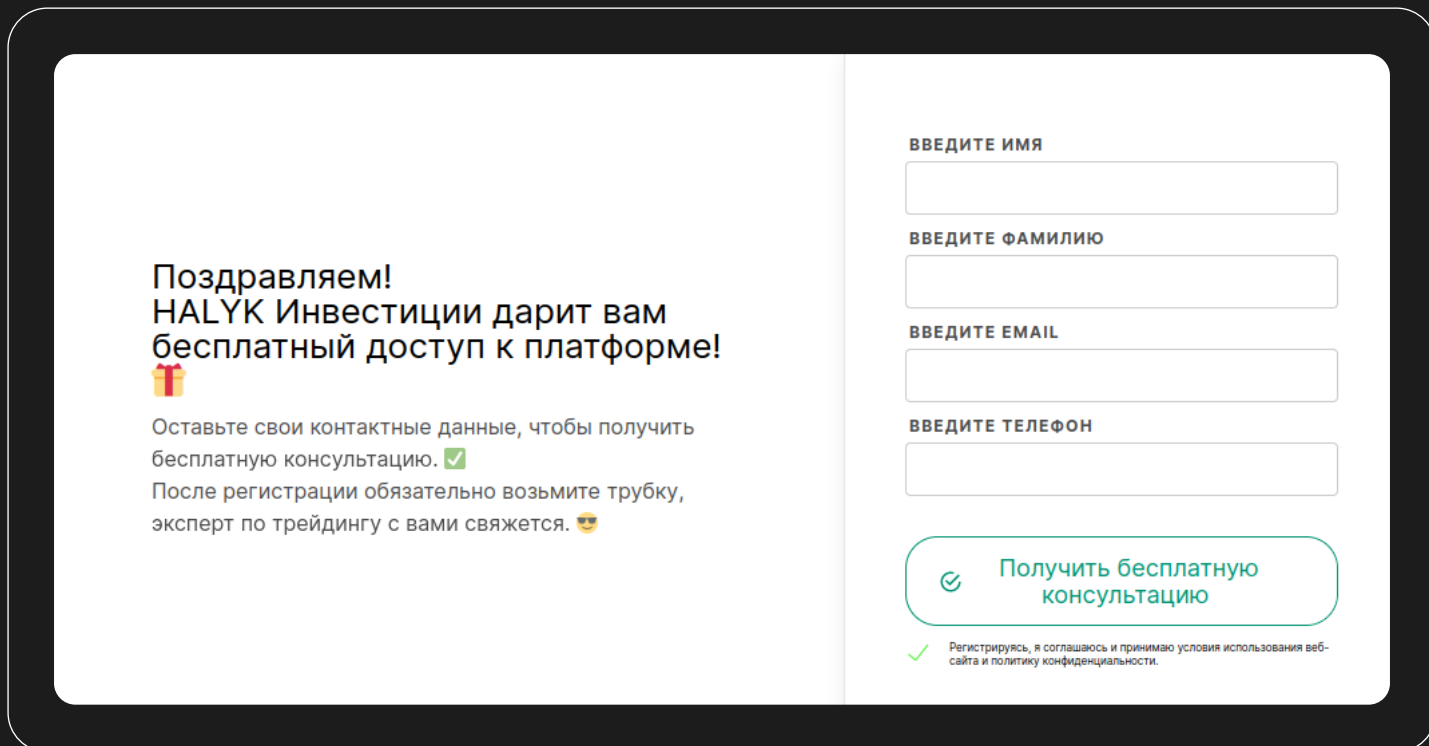 Поздравляем!
HALYK Инвестиции дарит вам
бесплатный доступ к платформе!
🎁
Оставьте свои контактные данные, чтобы получить
бесплатную консультацию. ✅
После регистрации обязательно возьмите трубку,
эксперт по трейдингу с вами свяжется. 😎
ВВЕДИТЕ ИМЯ
ВВЕДИТЕ ФАМИЛИЮ
ВВЕДИТЕ EMAIL
ВВЕДИТЕ ТЕЛЕФОН
Получить бесплатную
консультацию
Регистрируясь, я соглашаюсь и принимаю условия использования веб-
сайта и политику конфиденциальности.